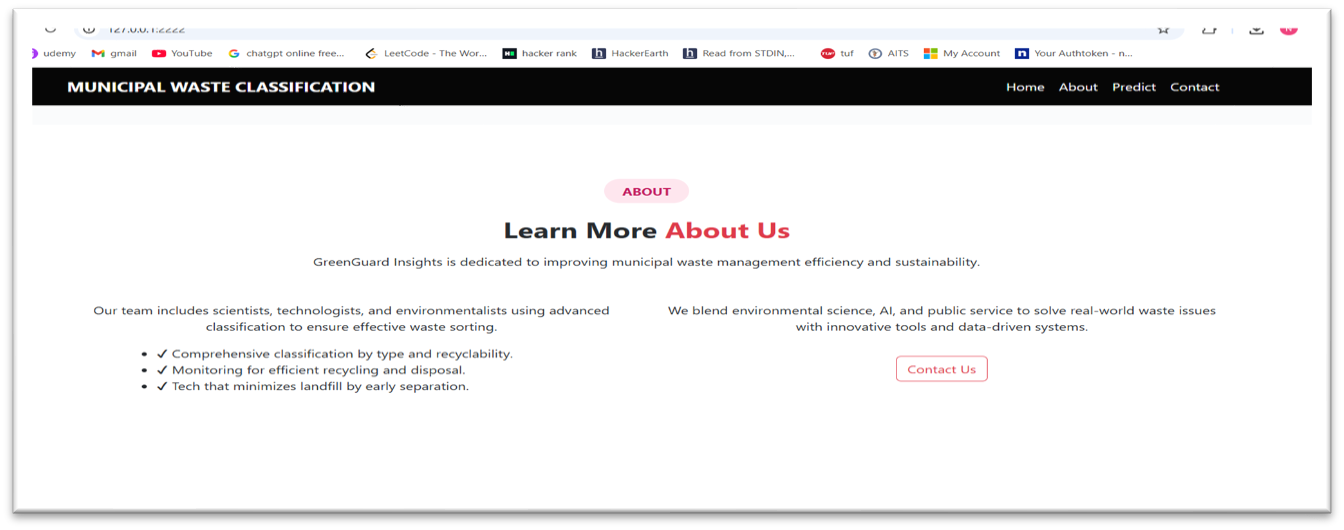 127.0.0.1:2222
udemy gmail YouTube chatgpt online free... LeetCode - The Wor... hacker rank HackerEarth Read from STDIN,... tuf AITS My Account Your Authtoken - n...
MUNICIPAL WASTE CLASSIFICATION Home About Predict Contact
ABOUT
Learn More About Us
GreenGuard Insights is dedicated to improving municipal waste management efficiency and sustainability.
Our team includes scientists, technologists, and environmentalists using advanced
classification to ensure effective waste sorting.
• ✓ Comprehensive classification by type and recyclability.
• ✓ Monitoring for efficient recycling and disposal.
• ✓ Tech that minimizes landfill by early separation.
We blend environmental science, AI, and public service to solve real-world waste issues
with innovative tools and data-driven systems.
Contact Us